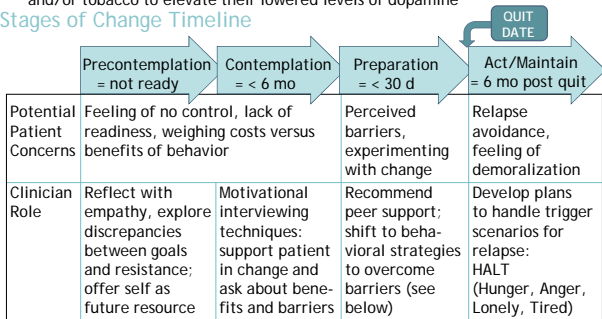 and/or tobacco to elevate their lowered levels of dopamine
Stages of Change Timeline
QUIT
DATE
Precontemplation
= not ready
Contemplation
= < 6 mo
Preparation
= < 30 d
Act/Maintain
= 6 mo post quit
Potential
Patient
Concerns
Feeling of no control, lack of
readiness, weighing costs versus
benefits of behavior
Perceived
barriers,
experimenting
with change
Relapse
avoidance,
feeling of
demoralization
Clinician
Role
Reflect with
empathy, explore
discrepancies
between goals
and resistance;
offer self as
future resource
Motivational
interviewing
techniques:
support patient
in change and
ask about bene-
fits and barriers
Recommend
peer support;
shift to beha-
vioral strategies
to overcome
barriers (see
below)
Develop plans
to handle trigger
scenarios for
relapse:
HALT
(Hunger, Anger,
Lonely, Tired)